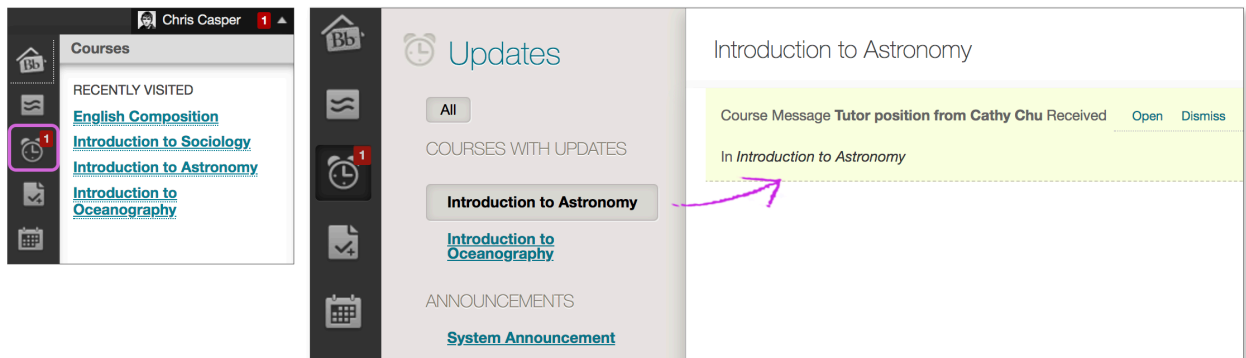 Chris Casper 1
Bb
Courses
RECENTLY VISITED
English Composition
Introduction to Sociology
1
Introduction to Astronomy
Introduction to
Oceanography
Bb
Updates
All
COURSES WITH UPDATES
1
Introduction to Astronomy
Introduction to
Oceanography
ANNOUNCEMENTS
System Announcement
Introduction to Astronomy
Course Message Tutor position from Cathy Chu Received Open Dismiss
In Introduction to Astronomy